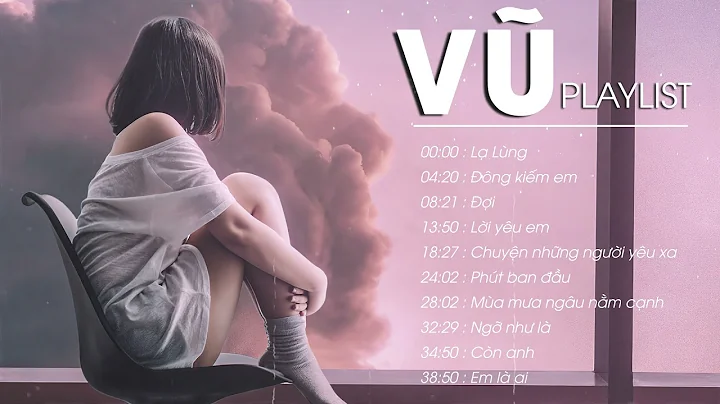 VŨ
PLAYLIST
00:00 : Lạ Lùng
04:20 : Đông kiếm em
08:21 : Đợi
13:50 : Lời yêu em
18:27 : Chuyện những người yêu xa
24:02 : Phút ban đầu
28:02 : Mùa mưa ngâu nằm cạnh
32:29 : Ngỡ như là
34:50 : Còn anh
38:50 : Em là ai